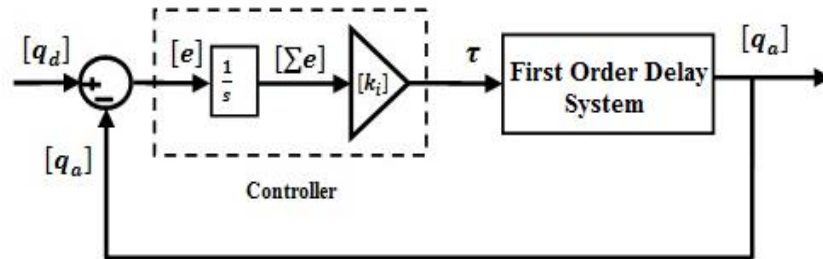 [q_d]
+
−
[e]
1
s
[∑e]
[k_i]
τ
First Order Delay
System
[q_a]
[q_a]
Controller